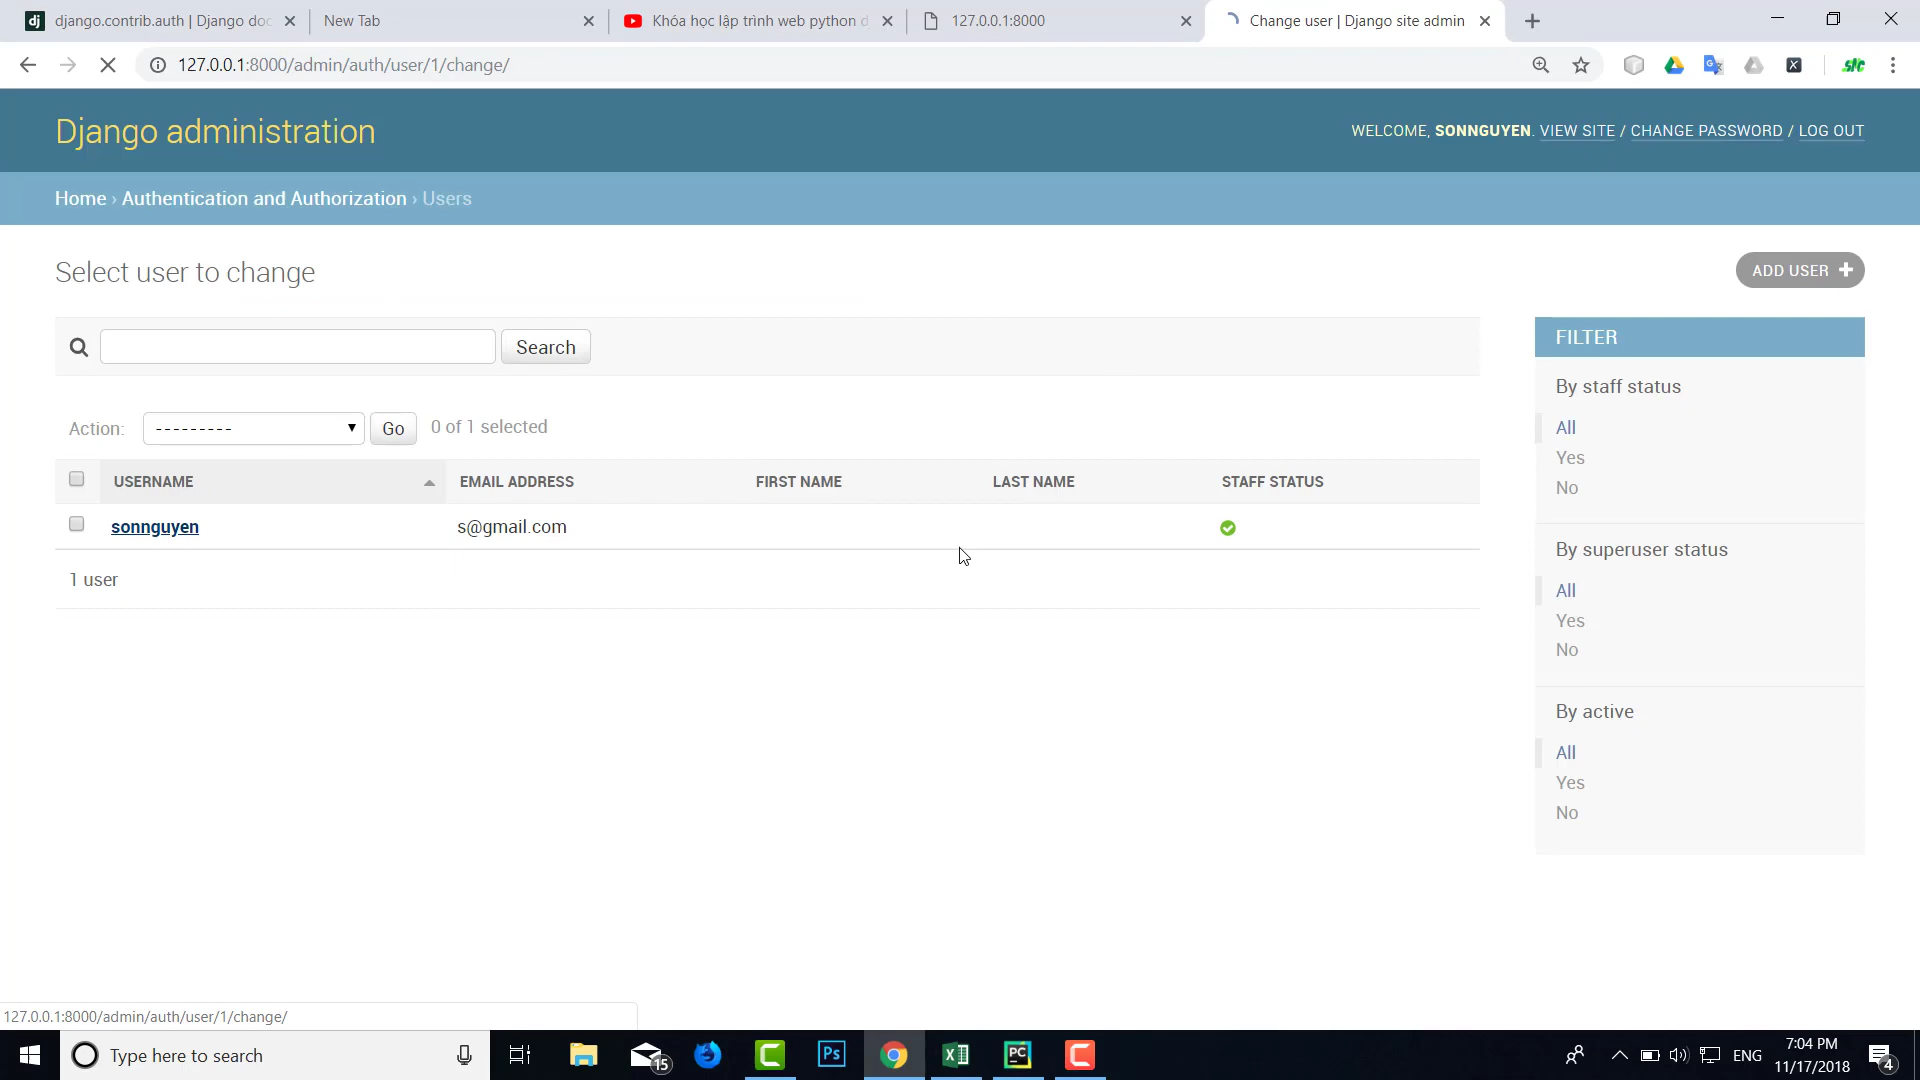 django.contrib.auth | Django doc
New Tab
Khóa học lập trình web python d
127.0.0.1:8000
Change user | Django site admin
127.0.0.1:8000/admin/auth/user/1/change/
Django administration
WELCOME, SONNGUYEN. VIEW SITE / CHANGE PASSWORD / LOG OUT
Home › Authentication and Authorization › Users
Select user to change
ADD USER +
Search
FILTER
By staff status
All
Yes
No
Action: --------- Go 0 of 1 selected
USERNAME EMAIL ADDRESS FIRST NAME LAST NAME STAFF STATUS
sonnguyen s@gmail.com
1 user
By superuser status
All
Yes
No
By active
All
Yes
No
127.0.0.1:8000/admin/auth/user/1/change/
Type here to search
15
Ps
PC
ENG
7:04 PM
11/17/2018
4